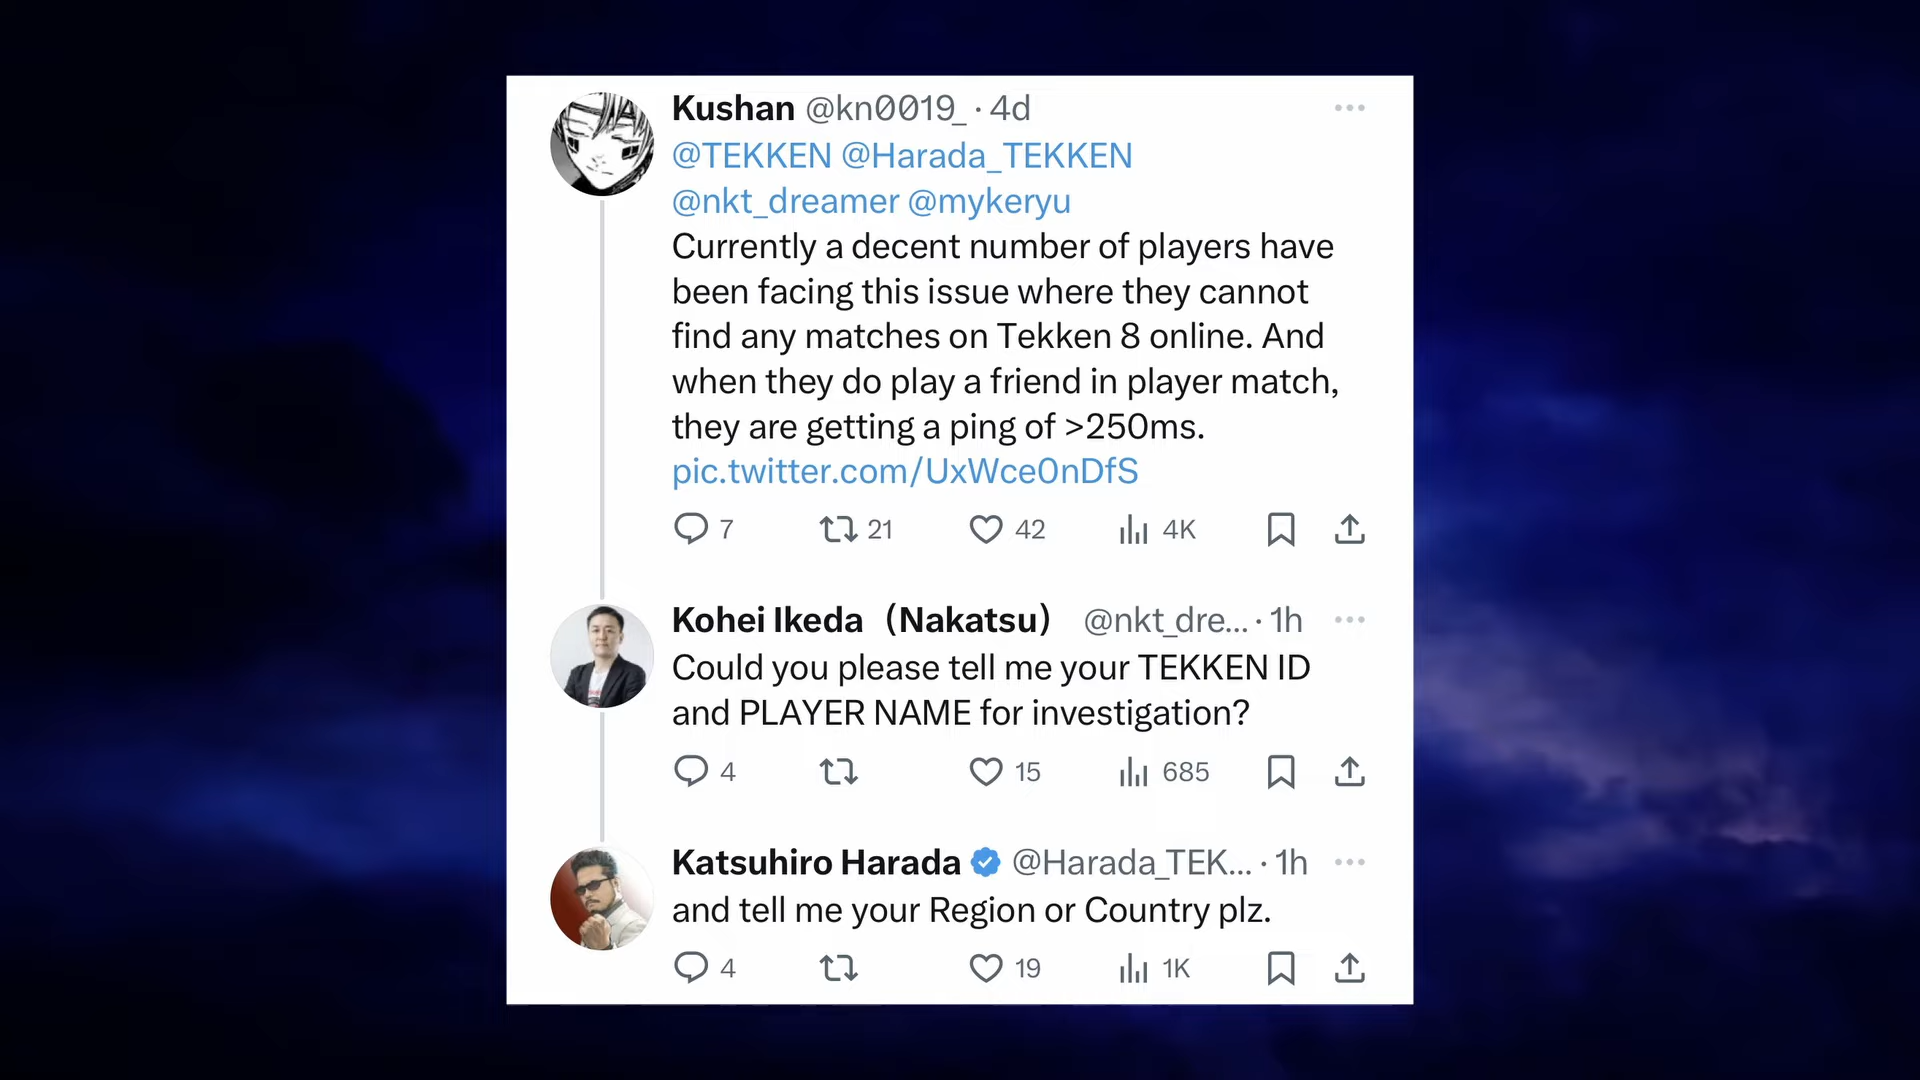 Kushan @kn0019_ · 4d
@TEKKEN @Harada_TEKKEN
@nkt_dreamer @mykeryu
Currently a decent number of players have
been facing this issue where they cannot
find any matches on Tekken 8 online. And
when they do play a friend in player match,
they are getting a ping of >250ms.
pic.twitter.com/UxWce0nDfS
7 21 42 4K
Kohei Ikeda（Nakatsu） @nkt_dre... · 1h
Could you please tell me your TEKKEN ID
and PLAYER NAME for investigation?
4 15 685
Katsuhiro Harada @Harada_TEK... · 1h
and tell me your Region or Country plz.
4 19 1K